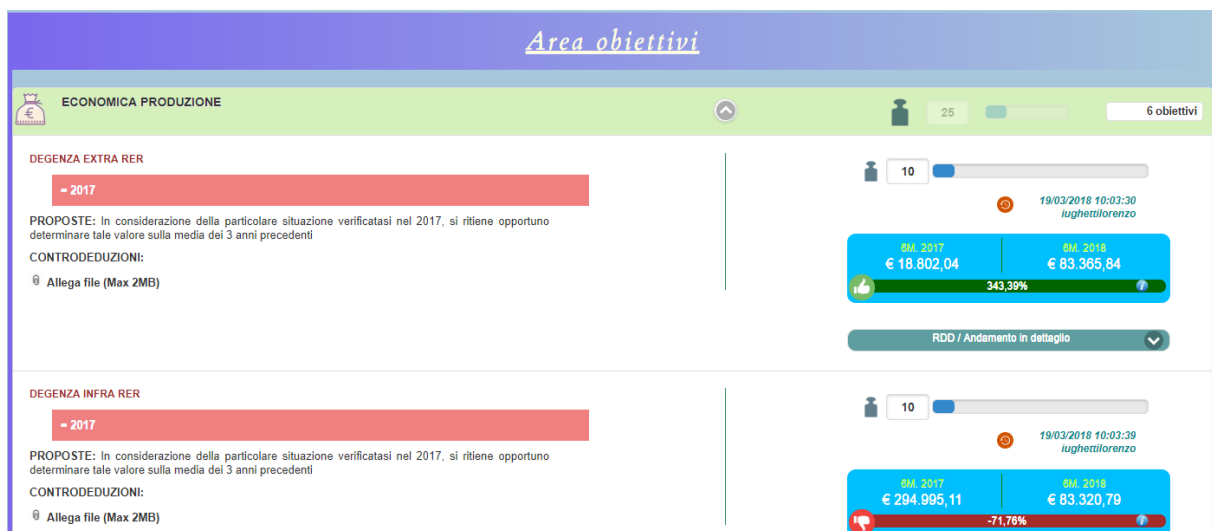 Area obiettivi
€
ECONOMICA PRODUZIONE
25
6 obiettivi
DEGENZA EXTRA RER
= 2017
PROPOSTE: In considerazione della particolare situazione verificatasi nel 2017, si ritiene opportuno
determinare tale valore sulla media dei 3 anni precedenti
CONTRODEDUZIONI:
Allega file (Max 2MB)
10
19/03/2018 10:03:30
iughettilorenzo
6M. 2017
6M. 2018
€ 18.802,04
€ 83.365,84
343,39%
RDD / Andamento in dettaglio
DEGENZA INFRA RER
= 2017
PROPOSTE: In considerazione della particolare situazione verificatasi nel 2017, si ritiene opportuno
determinare tale valore sulla media dei 3 anni precedenti
CONTRODEDUZIONI:
Allega file (Max 2MB)
10
19/03/2018 10:03:39
iughettilorenzo
6M. 2017
6M. 2018
€ 294.995,11
€ 83.320,79
-71,76%